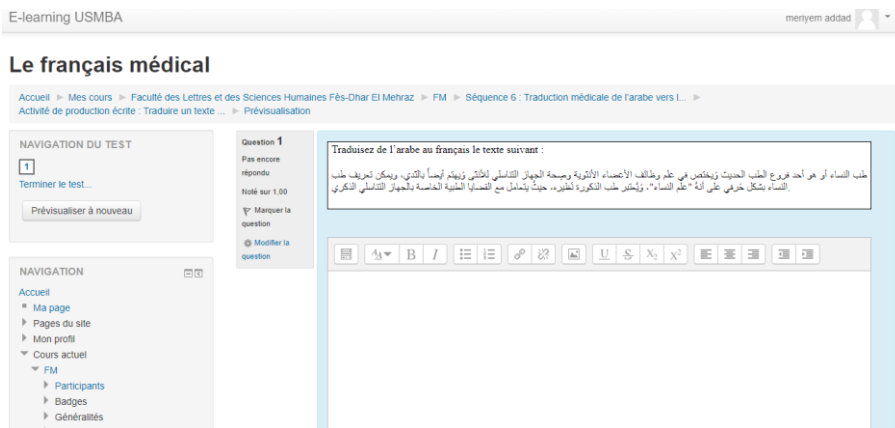 E-learning USMBA
meriyem addad
Le français médical
Accueil Mes cours Faculté des Lettres et des Sciences Humaines Fès-Dhar El Mehraz FM Séquence 6 : Traduction médicale de l'arabe vers l...
Activité de production écrite : Traduire un texte ... Prévisualisation
NAVIGATION DU TEST
1
Terminer le test...
Prévisualiser à nouveau
NAVIGATION
Accueil
Ma page
Pages du site
Mon profil
Cours actuel
FM
Participants
Badges
Généralités
Question 1
Pas encore
répondu
Noté sur 1,00
Marquer la
question
Modifier la
question
Traduisez de l'arabe au français le texte suivant :
طب النساء أو هو أحد فروع الطب الحديث وَيختص في علم وظائف الأعضاء الأنثوية وصحة الجهاز التناسلي للأنثى وَيهتم أيضاً بالثدي، ويمكن تعريف طب
النساء بشكل حَرفي على أنهُ "علم النساء"، وَيُعتبر طب الذكورة نَظيره، حيثُ يتعامل مع القضايا الطبية الخاصة بالجهاز التناسلي الذكري.